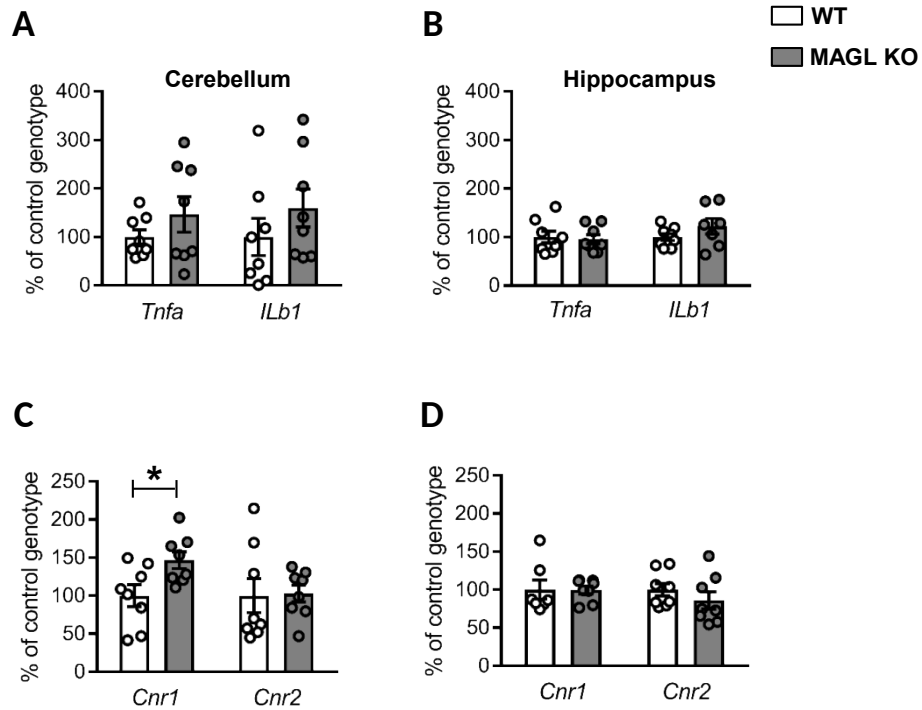 A
B
WT
MAGL KO
Cerebellum
Hippocampus
% of control genotype
400
300
200
100
0
Tnfa
ILb1
% of control genotype
400
300
200
100
0
Tnfa
ILb1
C
D
% of control genotype
250
200
150
100
50
0
*
Cnr1
Cnr2
% of control genotype
250
200
150
100
50
0
Cnr1
Cnr2